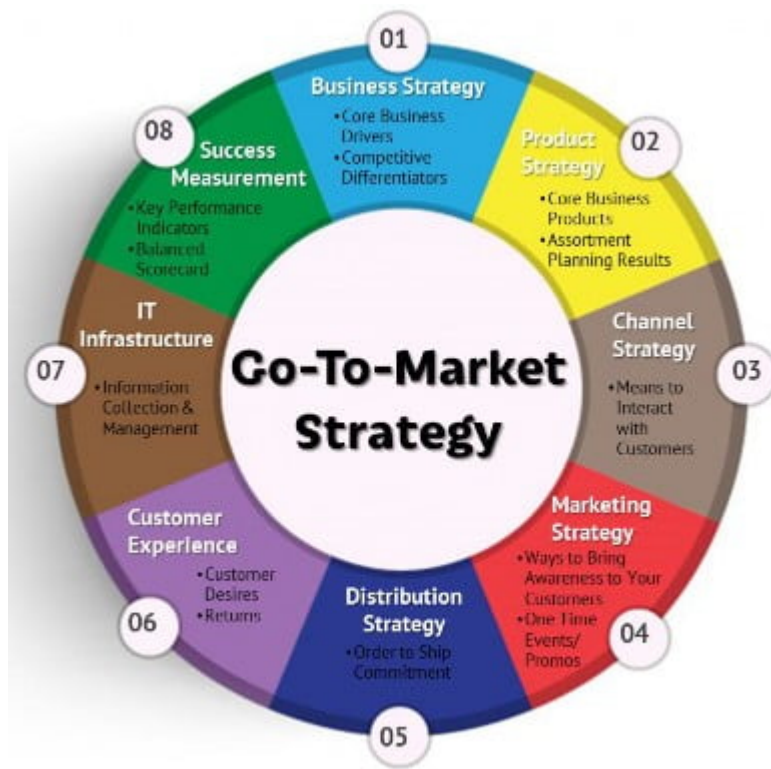 01
Business Strategy
•Core Business
Drivers
•Competitive
Differentiators
02
Product
Strategy
•Core Business
Products
•Assortment
Planning Results
03
Channel
Strategy
•Means to
Interact
with
Customers
04
Marketing
Strategy
•Ways to Bring
Awareness to Your
Customers
•One Time
Events/
Promos
05
Distribution
Strategy
•Order to Ship
Commitment
06
Customer
Experience
•Customer
Desires
•Returns
07
IT
Infrastructure
•Information
Collection &
Management
08
Success
Measurement
•Key Performance
Indicators
•Balanced
Scorecard
Go-To-Market
Strategy